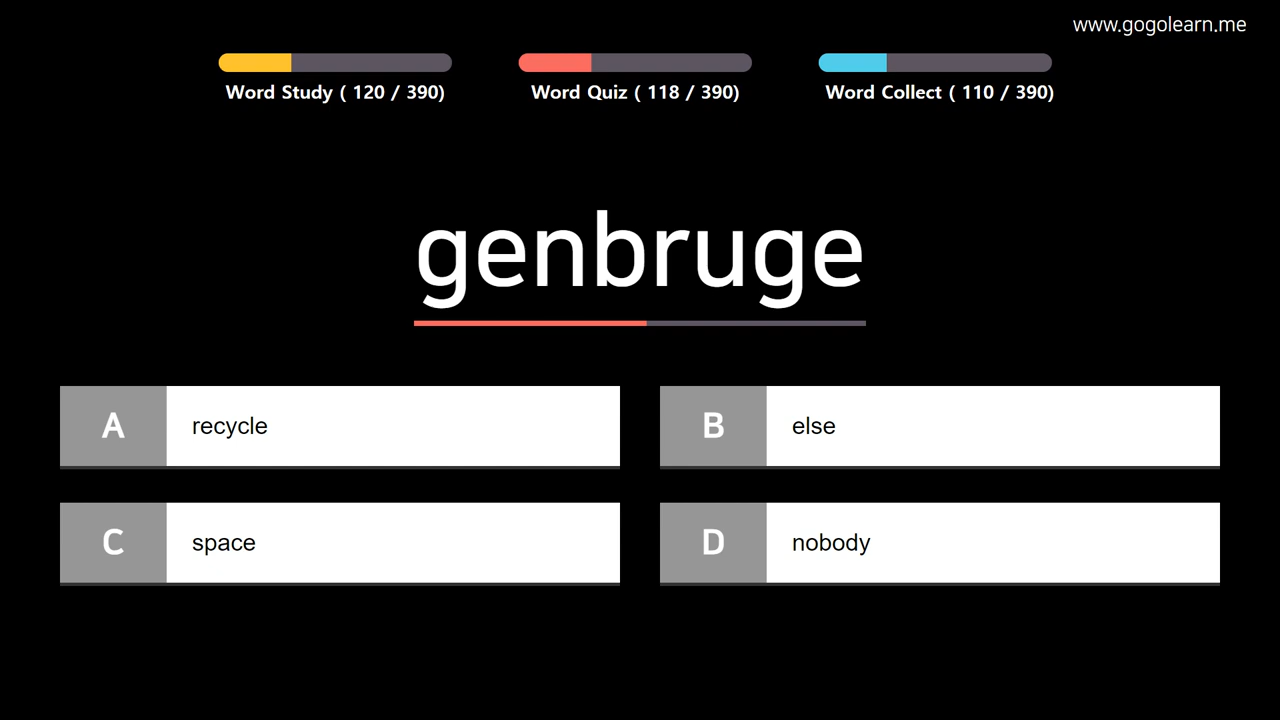 www.gogolearn.me
Word Study ( 120 / 390)
Word Quiz ( 118 / 390)
Word Collect ( 110 / 390)
genbruge
A recycle
B else
C space
D nobody